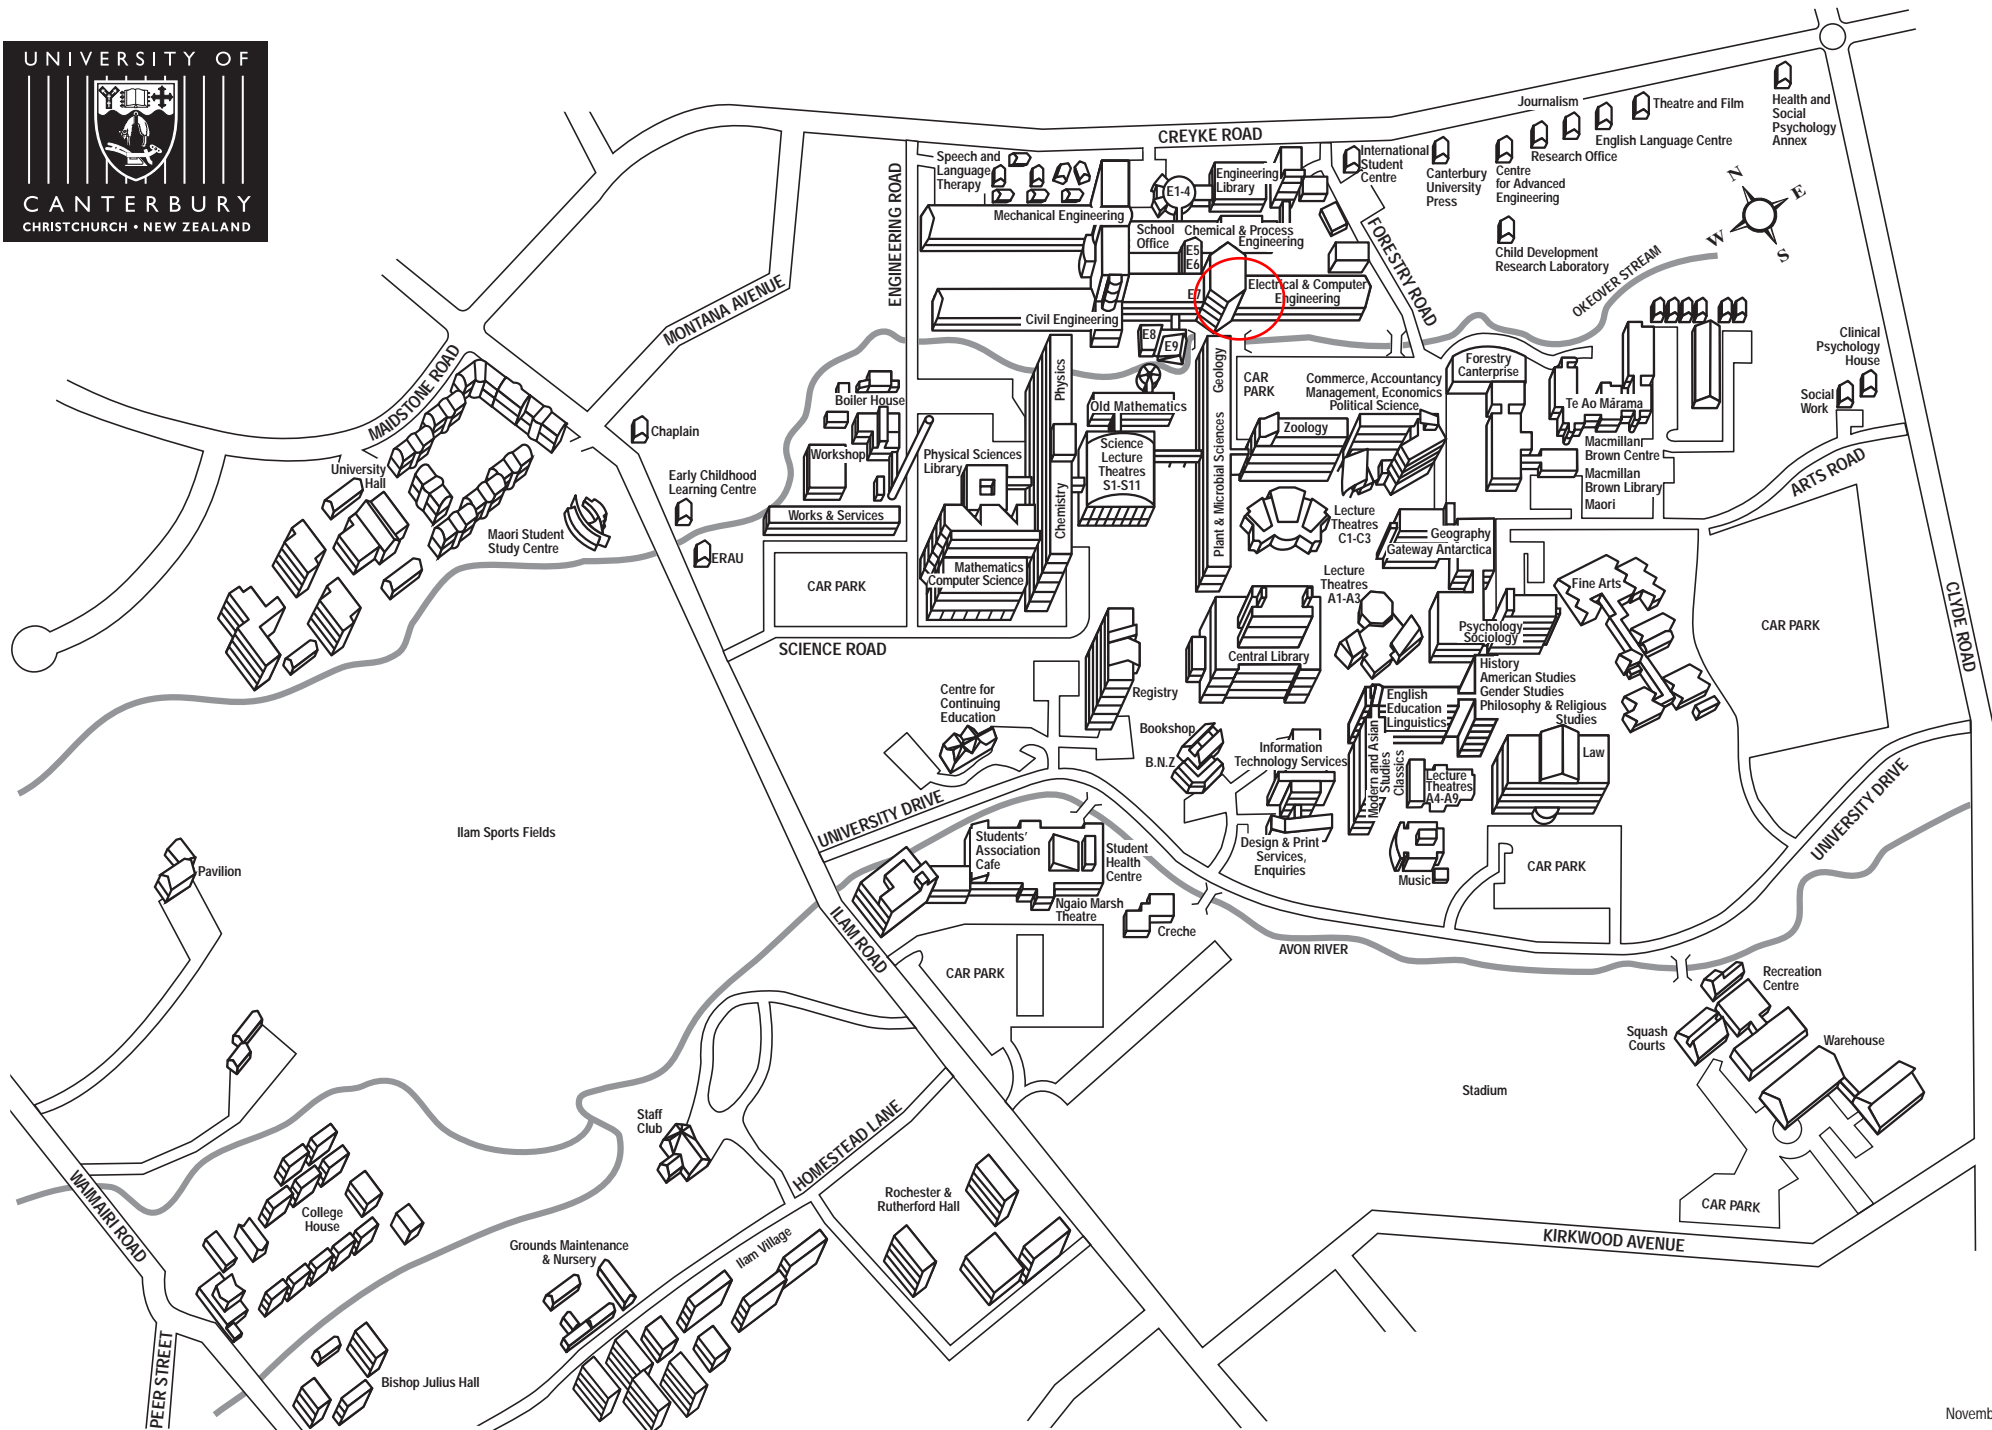 UNIVERSITY OF
CANTERBURY
CHRISTCHURCH • NEW ZEALAND
CREYKE ROAD
Journalism
Theatre and Film
Health and
Social
Psychology
Annex
English Language Centre
Research Office
International
Student
Centre
Canterbury
University
Press
Centre
for Advanced
Engineering
Child Development
Research Laboratory
N
E
W
S
OKEOVER STREAM
FORESTRY ROAD
ENGINEERING ROAD
Speech and
Language
Therapy
E1-4
Engineering
Library
Mechanical Engineering
School
Office
Chemical & Process
Engineering
E5
E6
E7
Electrical & Computer
Engineering
Civil Engineering
E8
E9
MONTANA AVENUE
MAIDSTONE ROAD
Clinical
Psychology
House
Social
Work
Forestry
Canterprise
Te Ao Mārama
Macmillan
Brown Centre
Macmillan
Brown Library
Maori
ARTS ROAD
CLYDE ROAD
Geology
Plant & Microbial Sciences
CAR
PARK
Commerce, Accountancy
Management, Economics
Political Science
Zoology
Physics
Chemistry
Old Mathematics
Science
Lecture
Theatres
S1-S11
Boiler House
Workshop
Physical Sciences
Library
Works & Services
Mathematics
Computer Science
CAR PARK
SCIENCE ROAD
Chaplain
Early Childhood
Learning Centre
ERAU
University
Hall
Maori Student
Study Centre
Lecture
Theatres
C1-C3
Geography
Gateway Antarctica
Lecture
Theatres
A1-A3
Fine Arts
CAR PARK
Psychology
Sociology
Central Library
History
American Studies
Gender Studies
Philosophy & Religious
Studies
English
Education
Linguistics
Modern and Asian
Studies
Classics
Law
Lecture
Theatres
A4-A9
Registry
Centre for
Continuing
Education
Bookshop
B.N.Z
Information
Technology Services
Design & Print
Services,
Enquiries
Music
CAR PARK
UNIVERSITY DRIVE
UNIVERSITY DRIVE
Students'
Association
Cafe
Student
Health
Centre
Ngaio Marsh
Theatre
Creche
ILAM ROAD
CAR PARK
AVON RIVER
Ilam Sports Fields
Pavilion
Recreation
Centre
Squash
Courts
Warehouse
Stadium
CAR PARK
KIRKWOOD AVENUE
Staff
Club
HOMESTEAD LANE
Rochester &
Rutherford Hall
WAIMAIRI ROAD
College
House
Grounds Maintenance
& Nursery
Ilam Village
Bishop Julius Hall
PEER STREET
Novemb